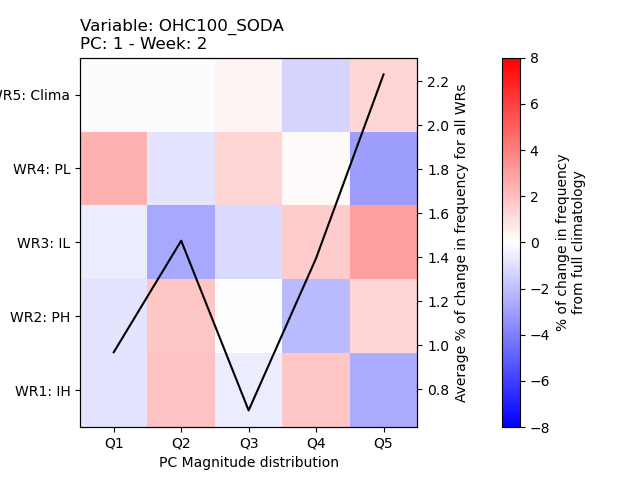 Variable: OHC100_SODA
PC: 1 - Week: 2
WR5: Clima
WR4: PL
WR3: IL
WR2: PH
WR1: IH
Q1 Q2 Q3 Q4 Q5
PC Magnitude distribution
2.2
2.0
1.8
1.6
1.4
1.2
1.0
0.8
Average % of change in frequency for all WRs
8
6
4
2
0
−2
−4
−6
−8
% of change in frequency
from full climatology